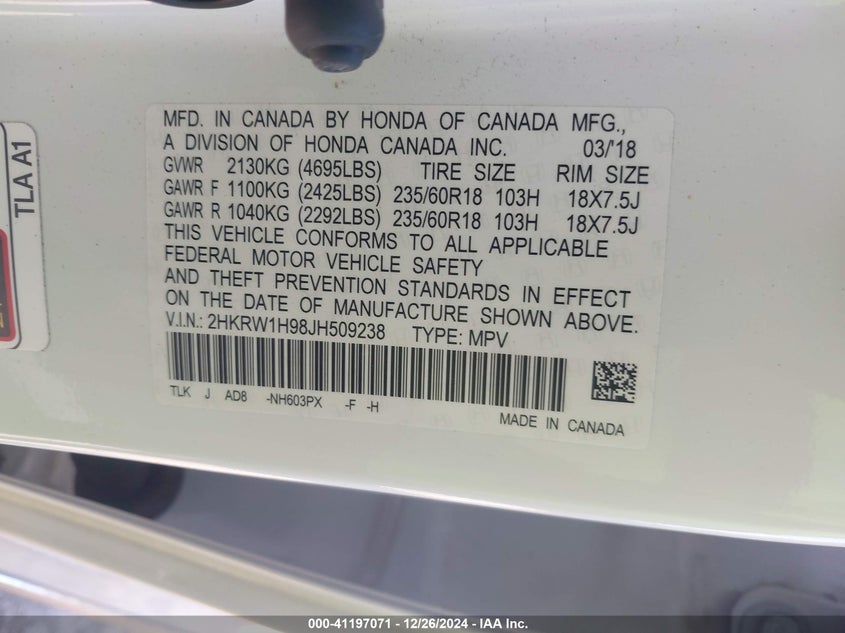 MFD. IN CANADA BY HONDA OF CANADA MFG.,
A DIVISION OF HONDA CANADA INC. 03/'18
GVWR 2130KG (4695LBS) TIRE SIZE RIM SIZE
GAWR F 1100KG (2425LBS) 235/60R18 103H 18X7.5J
GAWR R 1040KG (2292LBS) 235/60R18 103H 18X7.5J
THIS VEHICLE CONFORMS TO ALL APPLICABLE
FEDERAL MOTOR VEHICLE SAFETY
AND THEFT PREVENTION STANDARDS IN EFFECT
ON THE DATE OF MANUFACTURE SHOWN ABOVE.
V.I.N.: 2HKRW1H98JH509238 TYPE: MPV
TLK J AD8 -NH603PX -F -H
MADE IN CANADA
TLA A1
000-41197071 - 12/26/2024 - IAA Inc.